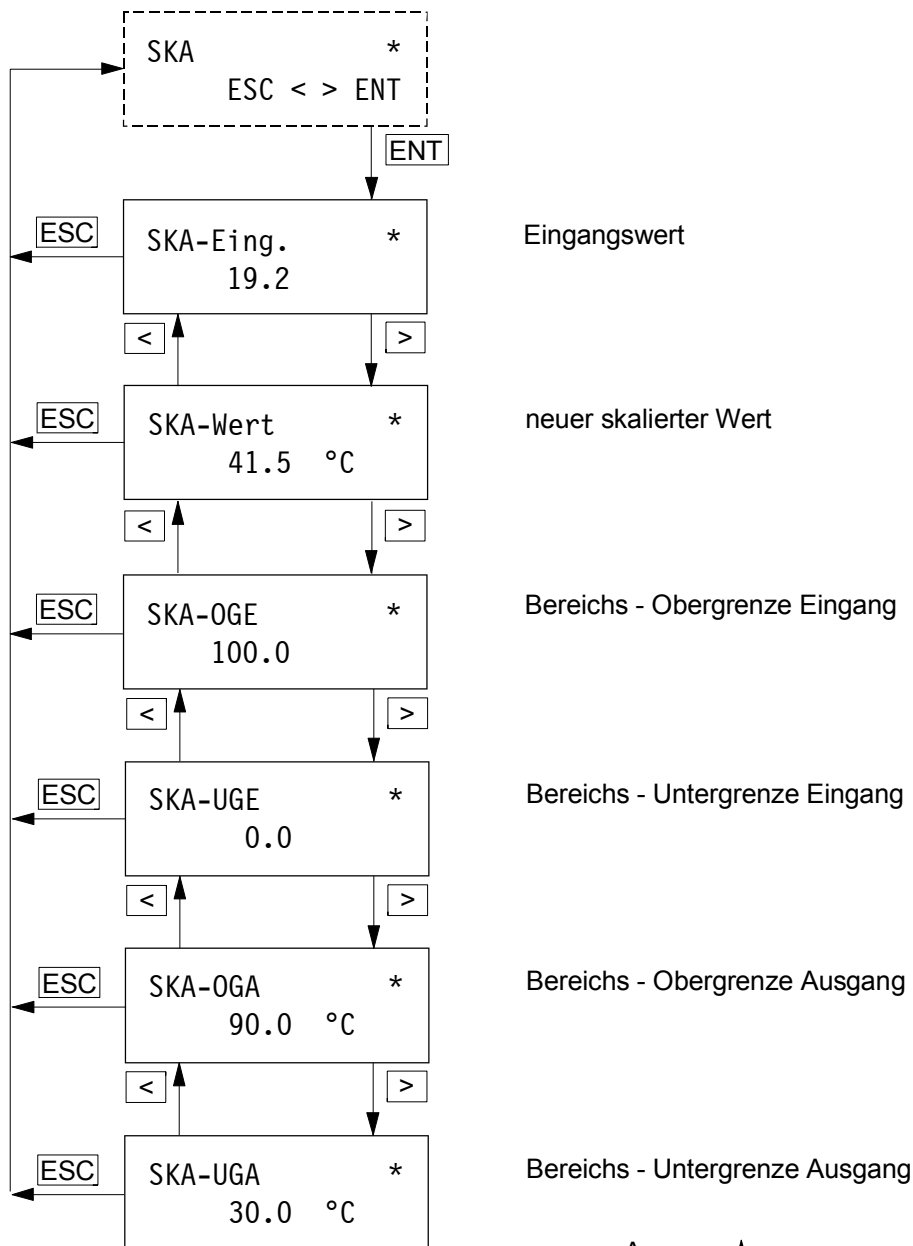 SKA *
ESC < > ENT
ENT
ESC
SKA-Eing. *
19.2
Eingangswert
< >
ESC
SKA-Wert *
41.5 °C
neuer skalierter Wert
< >
ESC
SKA-OGE *
100.0
Bereichs - Obergrenze Eingang
< >
ESC
SKA-UGE *
0.0
Bereichs - Untergrenze Eingang
< >
ESC
SKA-OGA *
90.0 °C
Bereichs - Obergrenze Ausgang
< >
ESC
SKA-UGA *
30.0 °C
Bereichs - Untergrenze Ausgang